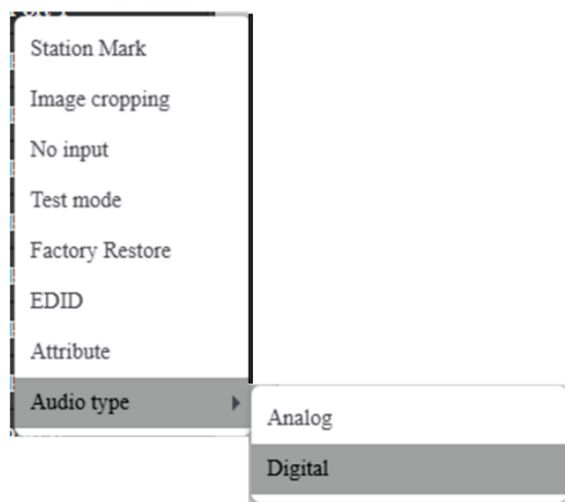 Station Mark
Image cropping
No input
Test mode
Factory Restore
EDID
Attribute
Audio type
Analog
Digital